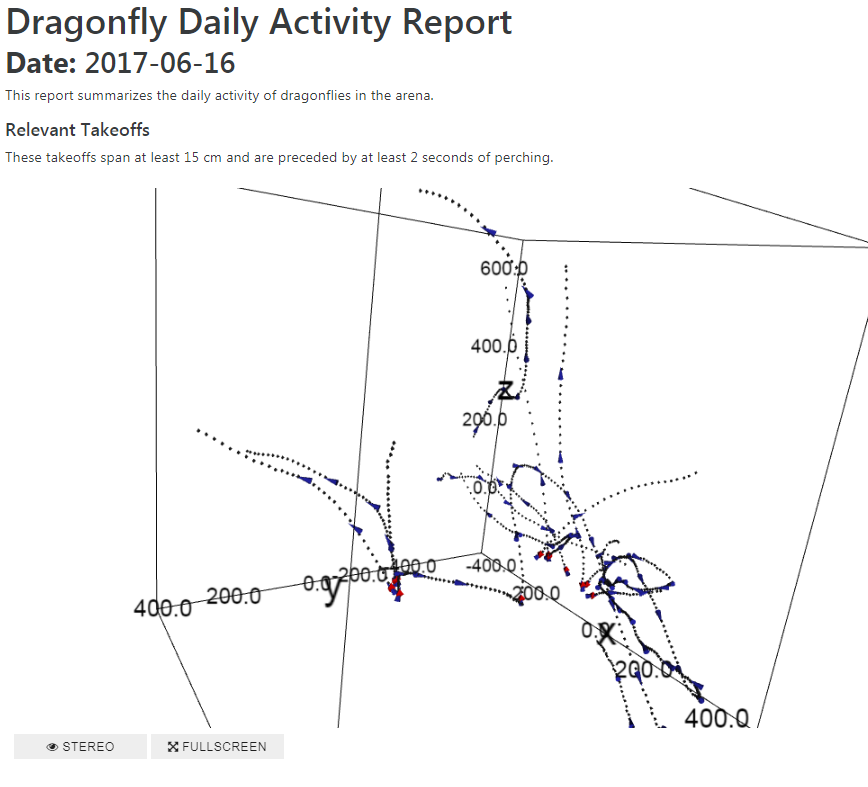 Dragonfly Daily Activity Report
Date: 2017-06-16
This report summarizes the daily activity of dragonflies in the arena.
Relevant Takeoffs
These takeoffs span at least 15 cm and are preceded by at least 2 seconds of perching.
600.0
400.0
z
200.0
0.0
400.0 200.0 0.0 200.0 400.0
y
-400.0
200.0
0.0
x
200.0
400.0
STEREO FULLSCREEN